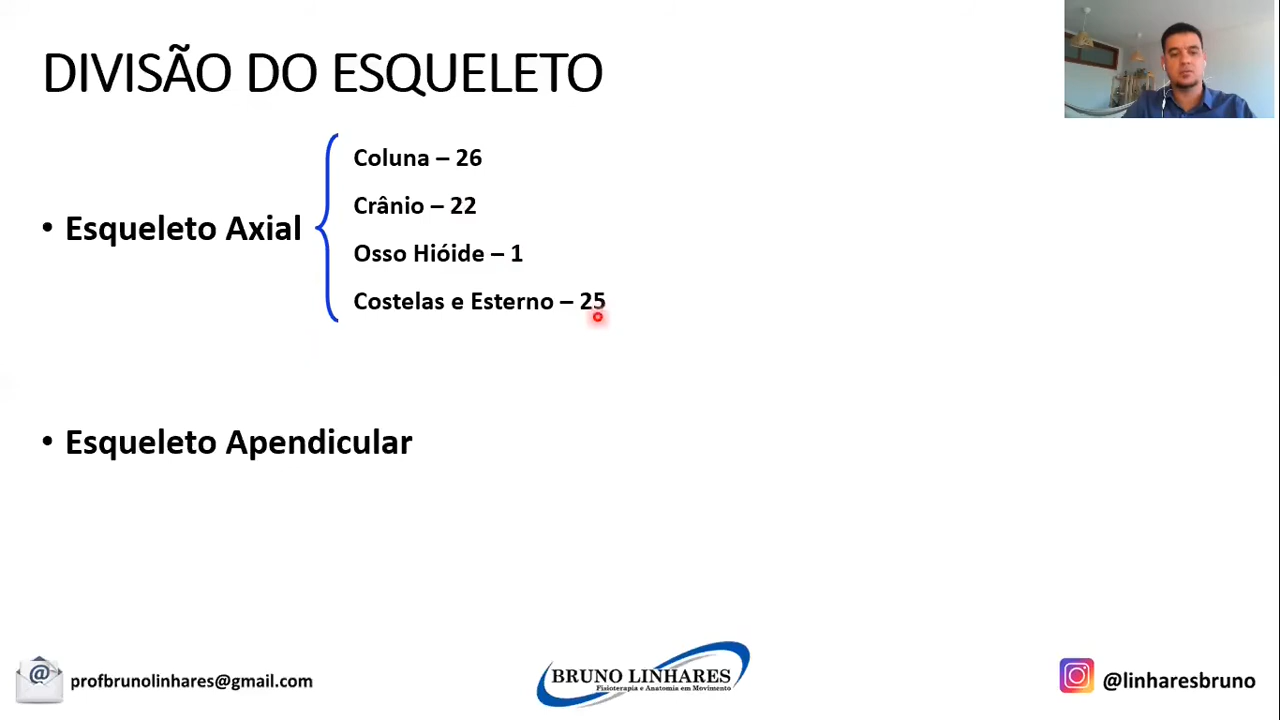 DIVISÃO DO ESQUELETO
Coluna – 26
Crânio – 22
• Esqueleto Axial
Osso Hióide – 1
Costelas e Esterno – 25
• Esqueleto Apendicular
@ profbrunolinhares@gmail.com
BRUNO LINHARES
Fisioterapia e Anatomia em Movimento
@linharesbruno